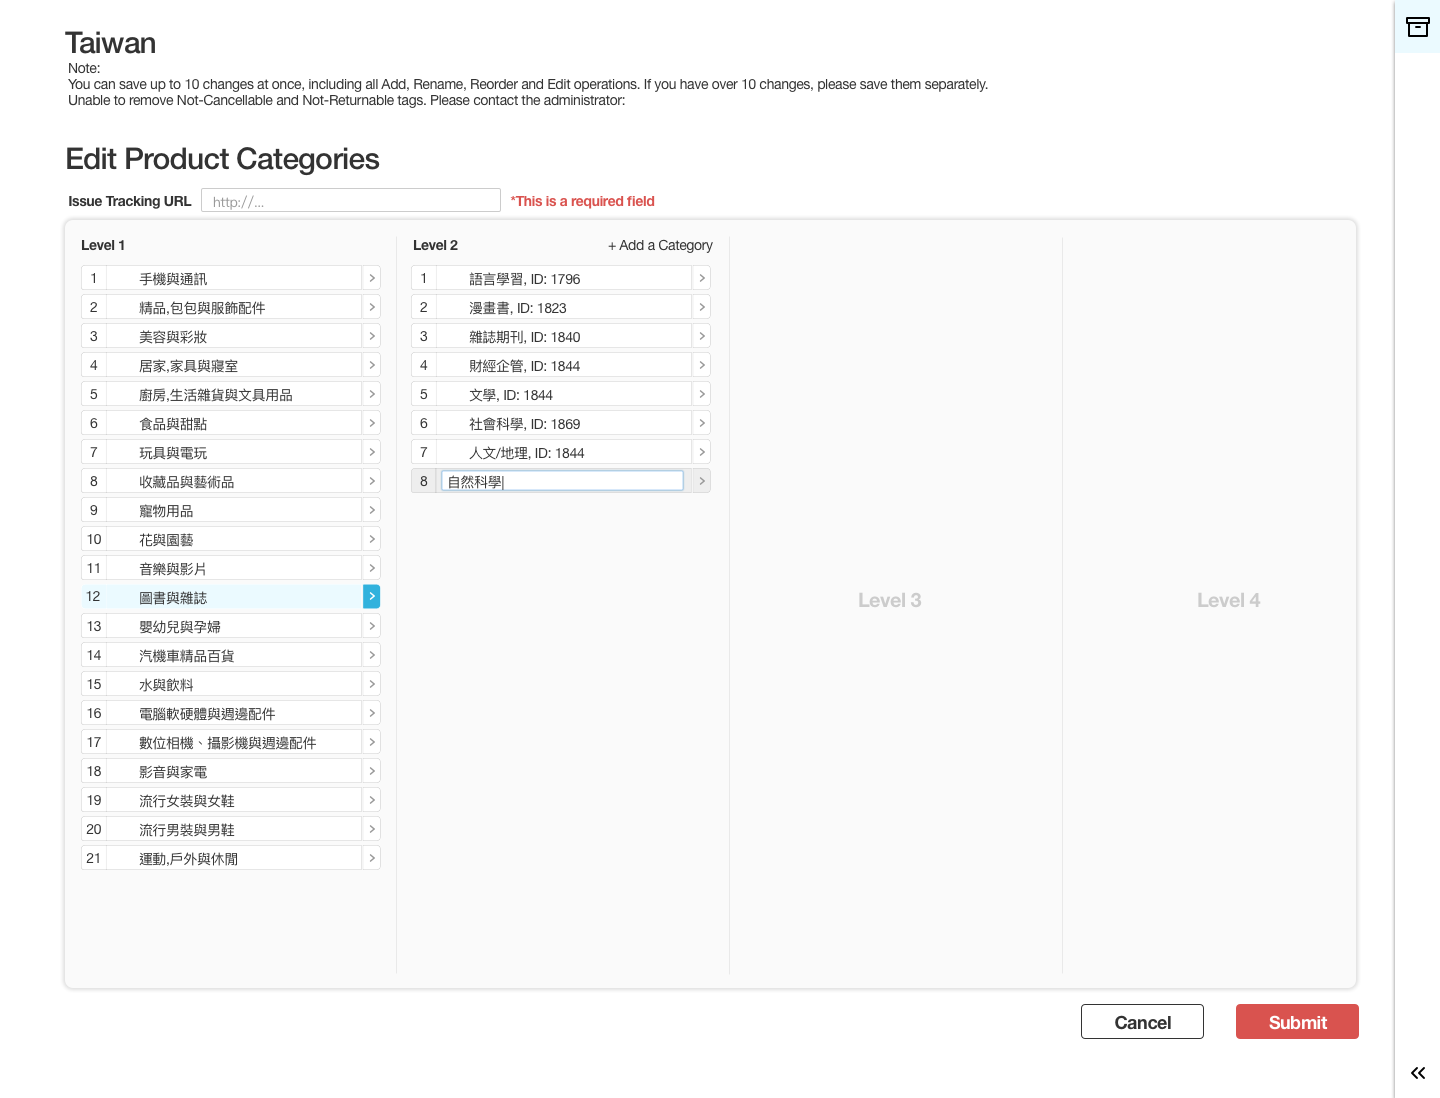 Taiwan
Note:
You can save up to 10 changes at once, including all Add, Rename, Reorder and Edit operations. If you have over 10 changes, please save them separately.
Unable to remove Not-Cancellable and Not-Returnable tags. Please contact the administrator:
Edit Product Categories
Issue Tracking URL http://... *This is a required field
Level 1
1 手機與通訊
2 精品,包包與服飾配件
3 美容與彩妝
4 居家,家具與寢室
5 廚房,生活雜貨與文具用品
6 食品與甜點
7 玩具與電玩
8 收藏品與藝術品
9 寵物用品
10 花與園藝
11 音樂與影片
12 圖書與雜誌
13 嬰幼兒與孕婦
14 汽機車精品百貨
15 水與飲料
16 電腦軟硬體與週邊配件
17 數位相機、攝影機與週邊配件
18 影音與家電
19 流行女裝與女鞋
20 流行男裝與男鞋
21 運動,戶外與休閒
Level 2 + Add a Category
1 語言學習, ID: 1796
2 漫畫書, ID: 1823
3 雜誌期刊, ID: 1840
4 財經企管, ID: 1844
5 文學, ID: 1844
6 社會科學, ID: 1869
7 人文/地理, ID: 1844
8 自然科學
Level 3
Level 4
Cancel
Submit